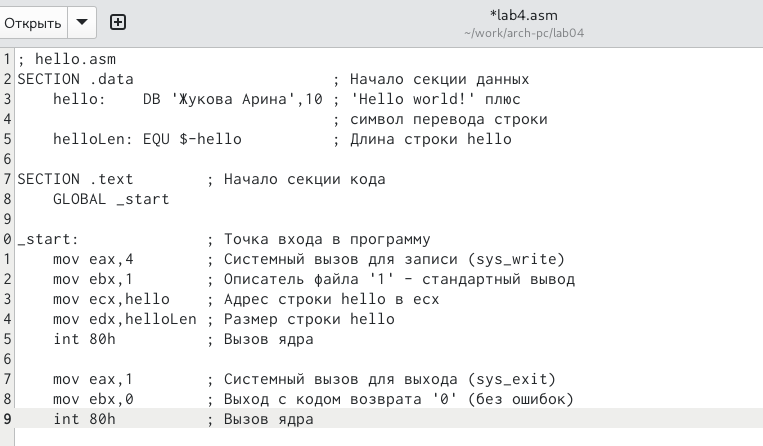 Открыть
*lab4.asm
~/work/arch-pc/lab04
1 ; hello.asm
2 SECTION .data                      ; Начало секции данных
3     hello:    DB 'Жукова Арина',10 ; 'Hello world!' плюс
4                                    ; символ перевода строки
5     helloLen: EQU $-hello          ; Длина строки hello
6
7 SECTION .text        ; Начало секции кода
8     GLOBAL _start
9
0 _start:              ; Точка входа в программу
1     mov eax,4        ; Системный вызов для записи (sys_write)
2     mov ebx,1        ; Описатель файла '1' - стандартный вывод
3     mov ecx,hello    ; Адрес строки hello в ecx
4     mov edx,helloLen ; Размер строки hello
5     int 80h          ; Вызов ядра
6
7     mov eax,1        ; Системный вызов для выхода (sys_exit)
8     mov ebx,0        ; Выход с кодом возврата '0' (без ошибок)
9     int 80h          ; Вызов ядра